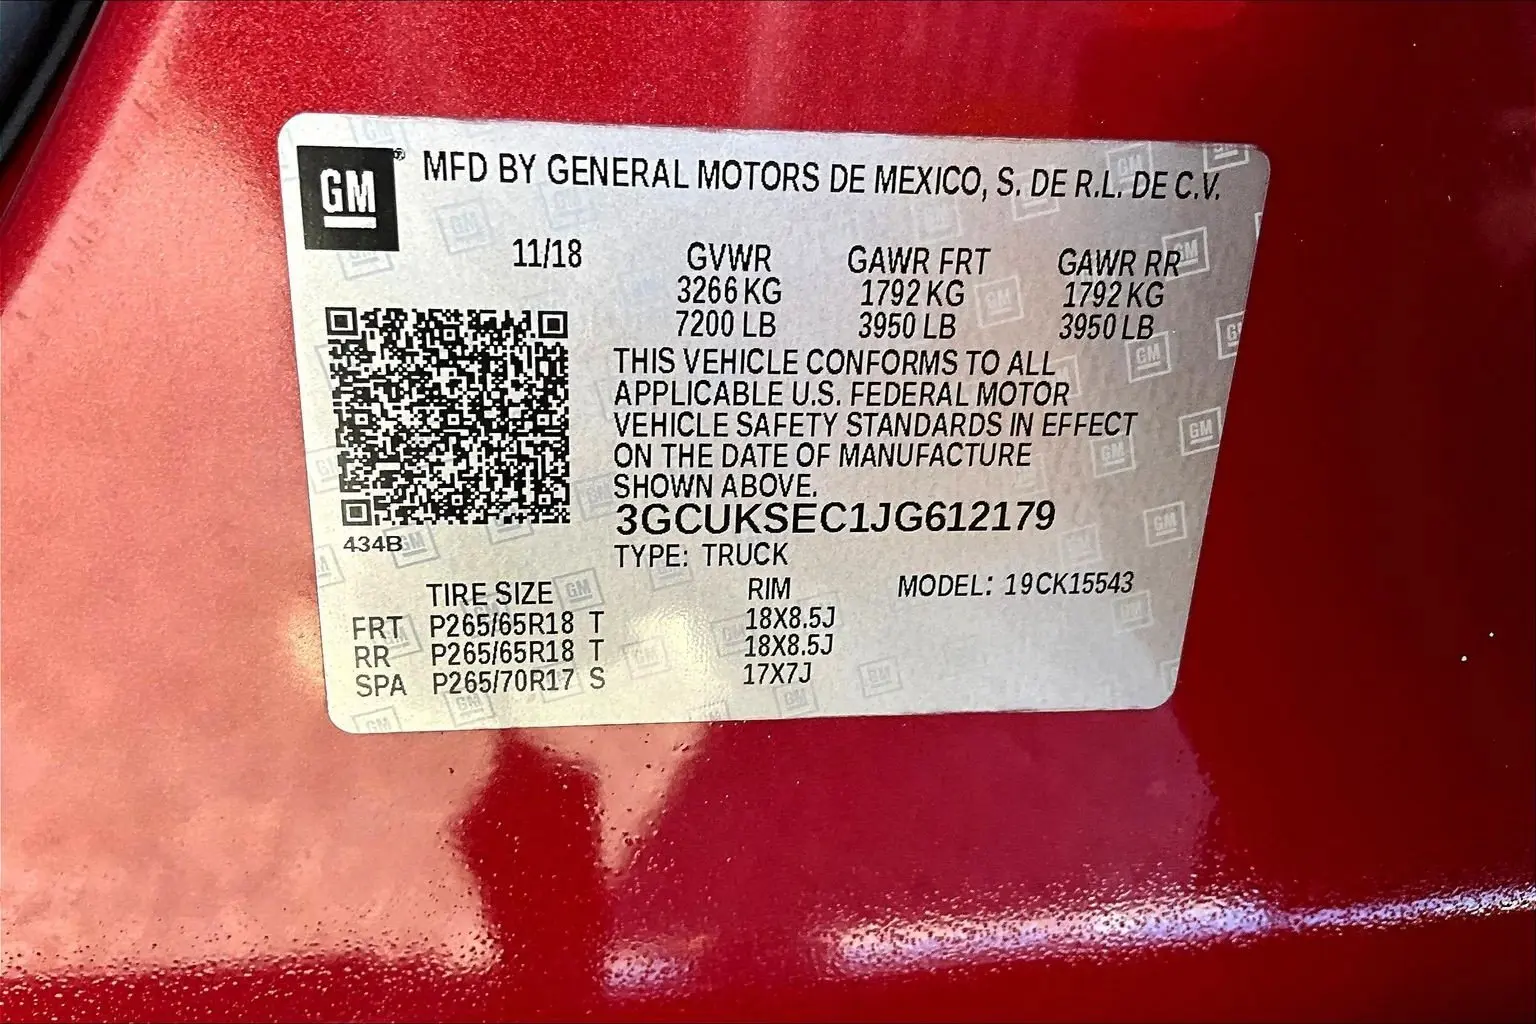 GM
MFD BY GENERAL MOTORS DE MEXICO, S. DE R.L. DE C.V.
11/18 GVWR GAWR FRT GAWR RR
3266 KG 1792 KG 1792 KG
7200 LB 3950 LB 3950 LB
THIS VEHICLE CONFORMS TO ALL
APPLICABLE U.S. FEDERAL MOTOR
VEHICLE SAFETY STANDARDS IN EFFECT
ON THE DATE OF MANUFACTURE
SHOWN ABOVE.
3GCUKSEC1JG612179
434B
TYPE: TRUCK
TIRE SIZE RIM MODEL: 19CK15543
FRT P265/65R18 T 18X8.5J
RR P265/65R18 T 18X8.5J
SPA P265/70R17 S 17X7J